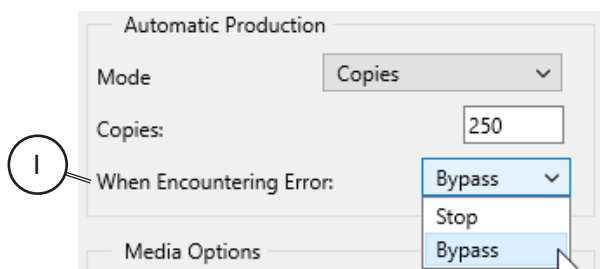 Automatic Production
Mode Copies
Copies: 250
I When Encountering Error: Bypass
Stop
Media Options Bypass